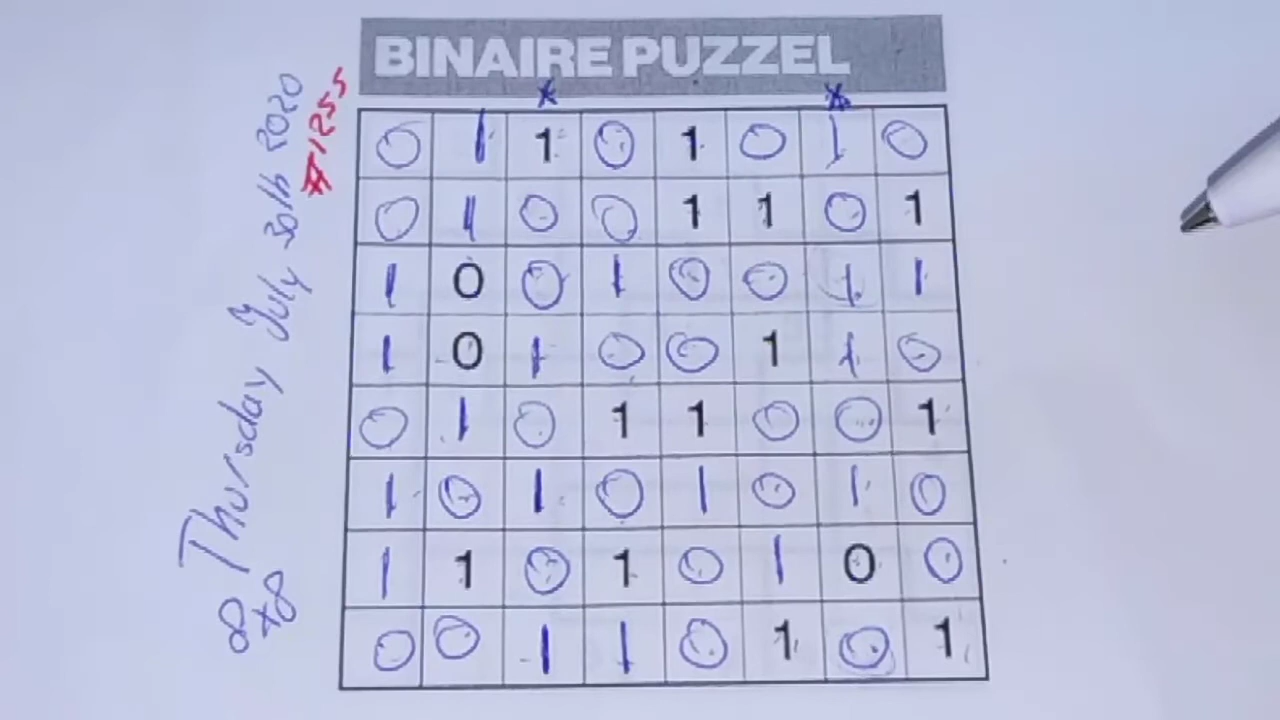 BINAIRE PUZZEL
* *
0 1 1 0 1 0 1 0
0 1 0 0 1 1 0 1
1 0 0 1 0 0 1 1
1 0 1 0 0 1 1 0
0 1 0 1 1 0 0 1
1 0 1 0 1 0 1 0
1 1 0 1 0 1 0 0
0 0 1 1 0 1 0 1
Thursday July 30th 2020
#1255
8*8